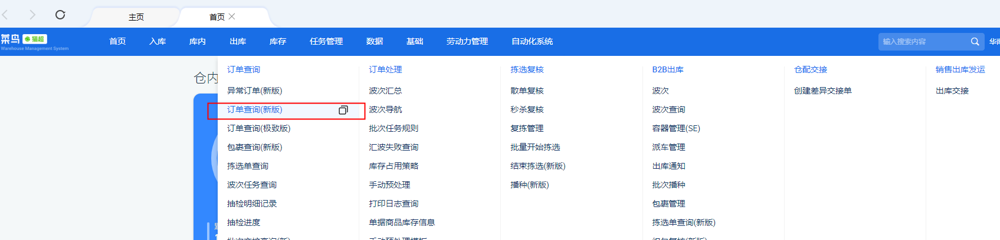 主页
首页
菜鸟 猫超
Warehouse Management System
首页 入库 库内 出库 库存 任务管理 数据 基础 劳动力管理 自动化系统
输入搜索内容
华南
仓内
订单查询
异常订单(新版)
订单查询(新版)
订单查询(极致版)
包裹查询(新版)
拣选单查询
波次任务查询
抽检明细记录
抽检进度
订单处理
波次汇总
波次导航
批次任务规则
汇波失败查询
库存占用策略
手动预处理
打印日志查询
单据商品库存信息
手动预处理模板
拣选复核
散单复核
秒杀复核
复拣管理
批量开始拣选
结束拣选(新版)
播种(新版)
B2B出库
波次
波次查询
容器管理(SE)
派车管理
出库通知
批次播种
包裹管理
拣选单查询(新版)
仓配交接
创建差异交接单
销售出库发运
出库交接